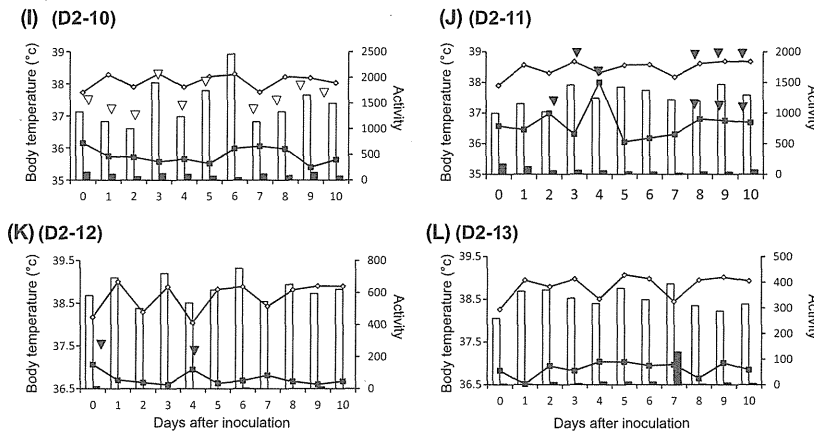 (I) (D2-10)
Body temperature (°c)
39
38
37
36
35
2500
2000
1500
1000
500
0
Activity
0 1 2 3 4 5 6 7 8 9 10
(J) (D2-11)
Body temperature (°c)
39
38
37
36
35
2000
1500
1000
500
0
Activity
0 1 2 3 4 5 6 7 8 9 10
(K) (D2-12)
Body temperature (°c)
39.5
38.5
37.5
36.5
800
600
400
200
0
Activity
0 1 2 3 4 5 6 7 8 9 10
Days after inoculation
(L) (D2-13)
Body temperature (°c)
39.5
38.5
37.5
36.5
500
400
300
200
100
0
Activity
0 1 2 3 4 5 6 7 8 9 10
Days after inoculation